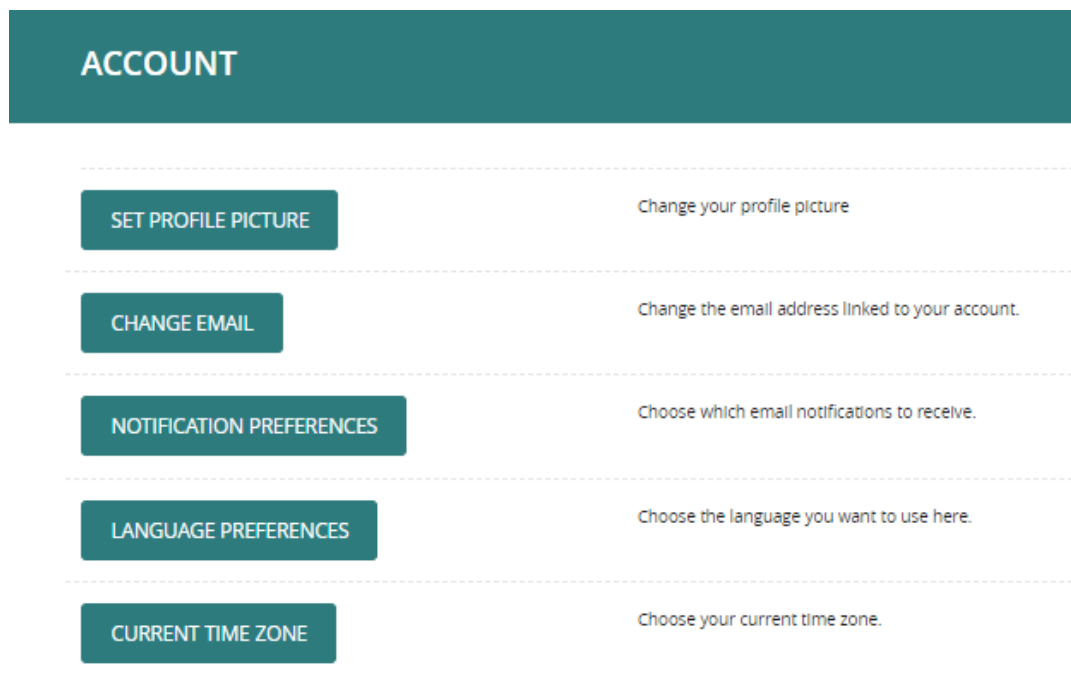 ACCOUNT
SET PROFILE PICTURE
Change your profile picture
CHANGE EMAIL
Change the email address linked to your account.
NOTIFICATION PREFERENCES
Choose which email notifications to receive.
LANGUAGE PREFERENCES
Choose the language you want to use here.
CURRENT TIME ZONE
Choose your current time zone.